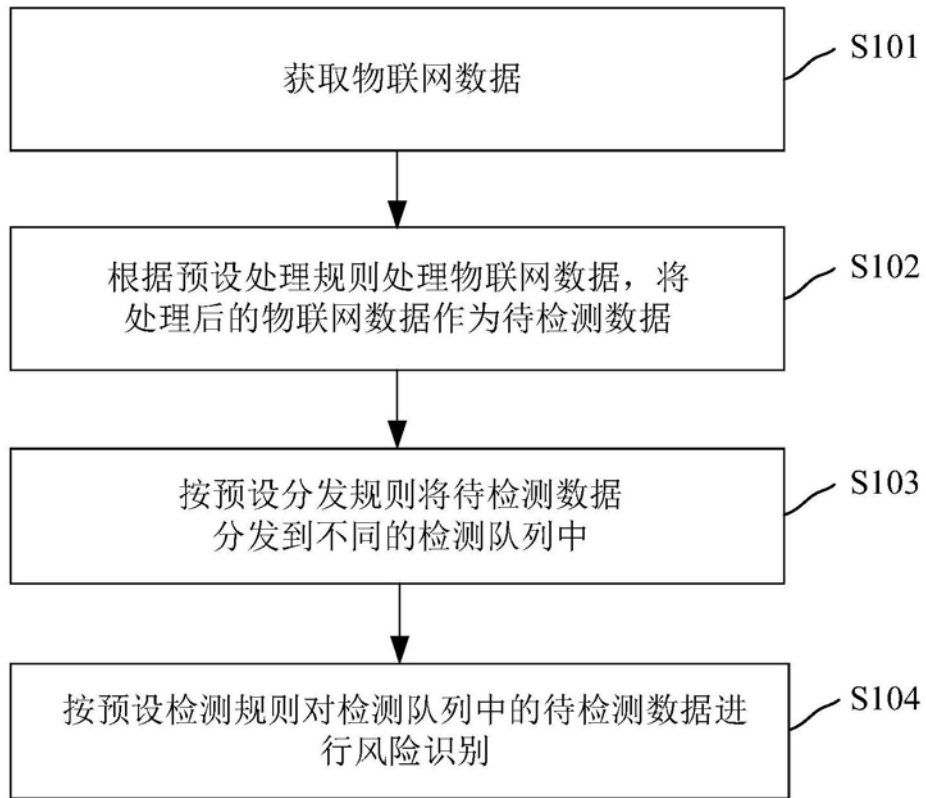 获取物联网数据
S101
根据预设处理规则处理物联网数据，将
处理后的物联网数据作为待检测数据
S102
按预设分发规则将待检测数据
分发到不同的检测队列中
S103
按预设检测规则对检测队列中的待检测数据进
行风险识别
S104